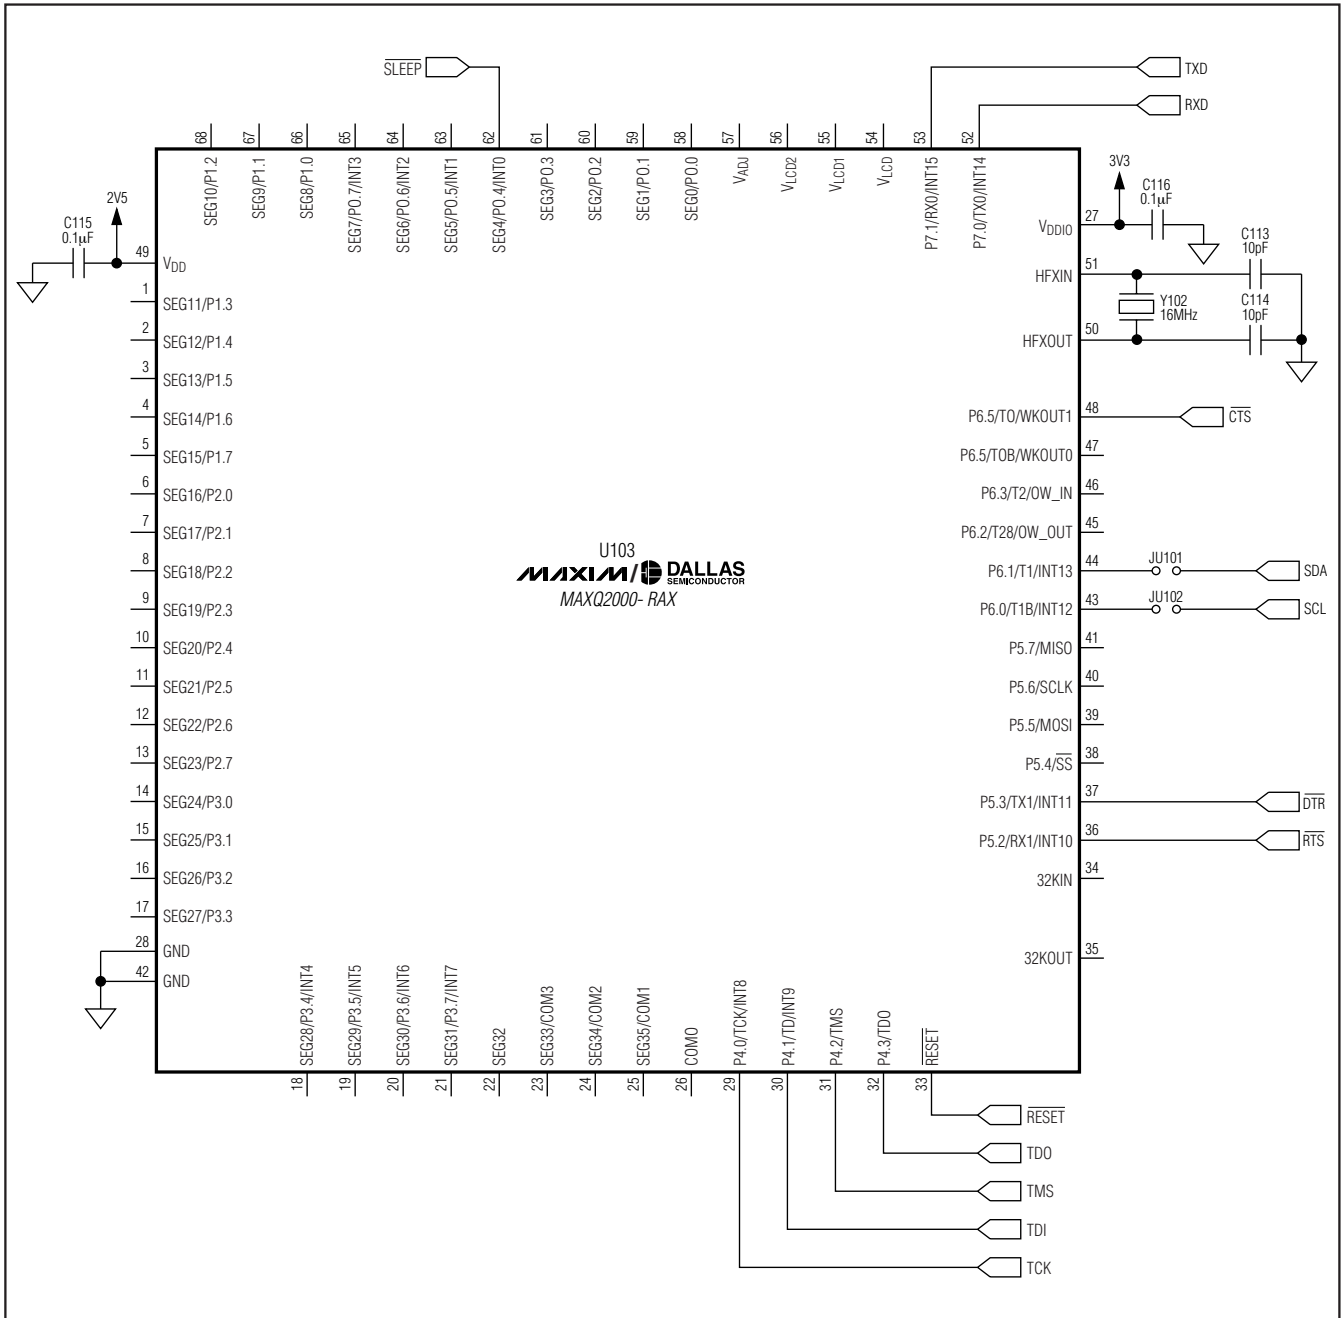 SLEEP
TXD
RXD
68
67
66
65
64
63
62
61
60
59
58
57
56
55
54
53
52
SEG10/P1.2
SEG9/P1.1
SEG8/P1.0
SEG7/PO.7/INT3
SEG6/PO.6/INT2
SEG5/PO.5/INT1
SEG4/PO.4/INT0
SEG3/PO.3
SEG2/PO.2
SEG1/PO.1
SEG0/PO.0
VADJ
VLCD2
VLCD1
VLCD
P7.1/RX0/INT15
P7.0/TX0/INT14
2V5
C115
0.1µF
49 VDD
1 SEG11/P1.3
2 SEG12/P1.4
3 SEG13/P1.5
4 SEG14/P1.6
5 SEG15/P1.7
6 SEG16/P2.0
7 SEG17/P2.1
8 SEG18/P2.2
9 SEG19/P2.3
10 SEG20/P2.4
11 SEG21/P2.5
12 SEG22/P2.6
13 SEG23/P2.7
14 SEG24/P3.0
15 SEG25/P3.1
16 SEG26/P3.2
17 SEG27/P3.3
28 GND
42 GND
U103
MAXIM/DALLAS
SEMICONDUCTOR
MAXQ2000- RAX
3V3
C116
0.1µF
VDDIO 27
C113
10pF
HFXIN 51
Y102
16MHz
C114
10pF
HFXOUT 50
P6.5/TO/WKOUT1 48 CTS
P6.5/TOB/WKOUT0 47
P6.3/T2/OW_IN 46
P6.2/T28/OW_OUT 45
P6.1/T1/INT13 44 JU101 SDA
P6.0/T1B/INT12 43 JU102 SCL
P5.7/MISO 41
P5.6/SCLK 40
P5.5/MOSI 39
P5.4/SS 38
P5.3/TX1/INT11 37 DTR
P5.2/RX1/INT10 36 RTS
32KIN 34
32KOUT 35
SEG28/P3.4/INT4
SEG29/P3.5/INT5
SEG30/P3.6/INT6
SEG31/P3.7/INT7
SEG32
SEG33/COM3
SEG34/COM2
SEG35/COM1
COMO
P4.0/TCK/INT8
P4.1/TD/INT9
P4.2/TMS
P4.3/TDO
RESET
18
19
20
21
22
23
24
25
26
29
30
31
32
33
RESET
TDO
TMS
TDI
TCK